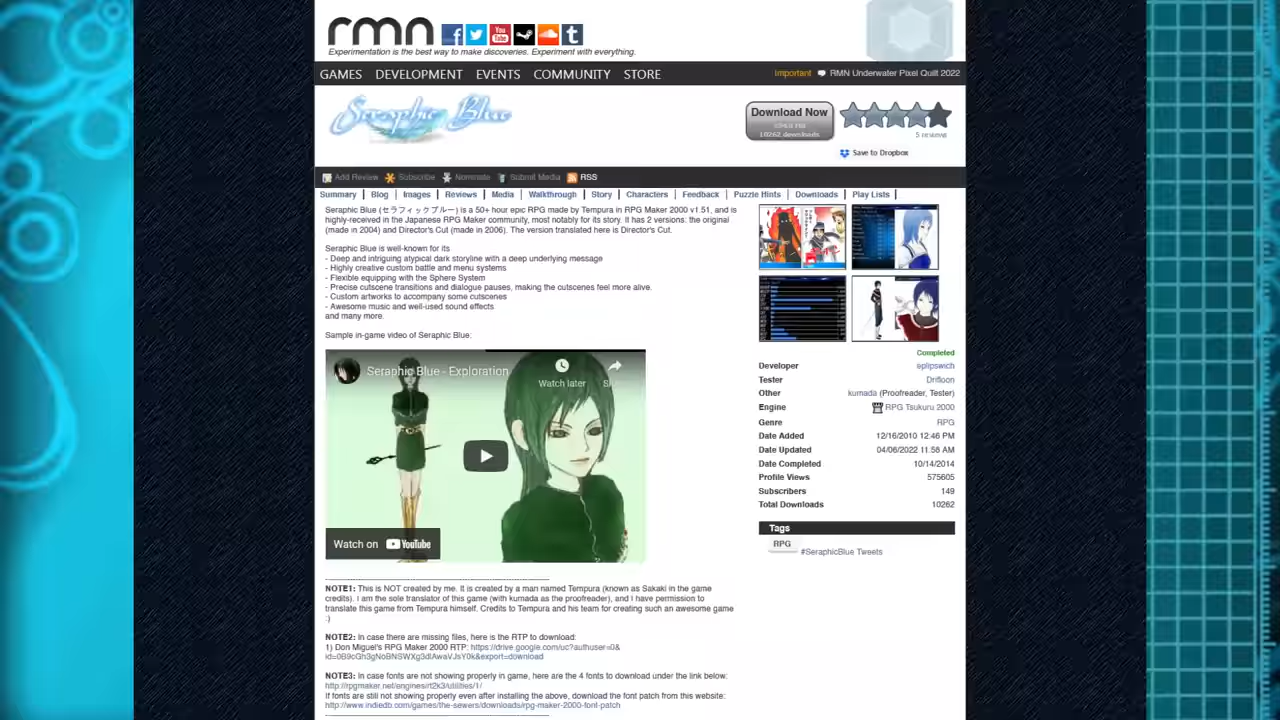 rmn
Experimentation is the best way to make discoveries. Experiment with everything.
GAMES DEVELOPMENT EVENTS COMMUNITY STORE
Important RMN Underwater Pixel Quilt 2022
Seraphic Blue
Download Now
10262 downloads
5 reviews
Save to Dropbox
Add Review Subscribe Nominate Submit Media RSS
Summary | Blog | Images | Reviews | Media | Walkthrough | Story | Characters | Feedback | Puzzle Hints | Downloads | Play Lists |
Seraphic Blue (セラフィックブルー) is a 50+ hour epic RPG made by Tempura in RPG Maker 2000 v1.51, and is
highly received in the Japanese RPG Maker community, most notably for its story. It has 2 versions: the original
(made in 2004) and Director's Cut (made in 2006). The version translated here is Director's Cut.
Seraphic Blue is well-known for its
- Deep and intriguing atypical dark storyline with a deep underlying message
- Highly creative custom battle and menu systems
- Flexible equipping with the Sphere System
- Precise cutscene transitions and dialogue pauses, making the cutscenes feel more alive.
- Custom artworks to accompany some cutscenes
- Awesome music and well-used sound effects
and many more.
Sample in-game video of Seraphic Blue:
Seraphic Blue - Exploration
Watch later
Watch on YouTube
Completed
Developer eplipswich
Tester Drifloon
Other kumada (Proofreader, Tester)
Engine RPG Tsukuru 2000
Genre RPG
Date Added 12/16/2010 12:46 PM
Date Updated 04/06/2022 11:58 AM
Date Completed 10/14/2014
Profile Views 575605
Subscribers 149
Total Downloads 10262
Tags
RPG
#SeraphicBlue Tweets
NOTE1: This is NOT created by me. It is created by a man named Tempura (known as Sakaki in the game
credits). I am the sole translator of this game (with kumada as the proofreader), and I have permission to
translate this game from Tempura himself. Credits to Tempura and his team for creating such an awesome game
:)
NOTE2: In case there are missing files, here is the RTP to download:
1) Don Miguel's RPG Maker 2000 RTP: https://drive.google.com/uc?authuser=0&
NOTE3: In case fonts are not showing properly in game, here are the 4 fonts to download under the link below:
http://rpgmaker.net/engines/rt2k3/utilities/1/
If fonts are still not showing properly even after installing the above, download the font patch from this website:
http://www.indiedb.com/games/the-sewers/downloads/rpg-maker-2000-font-patch